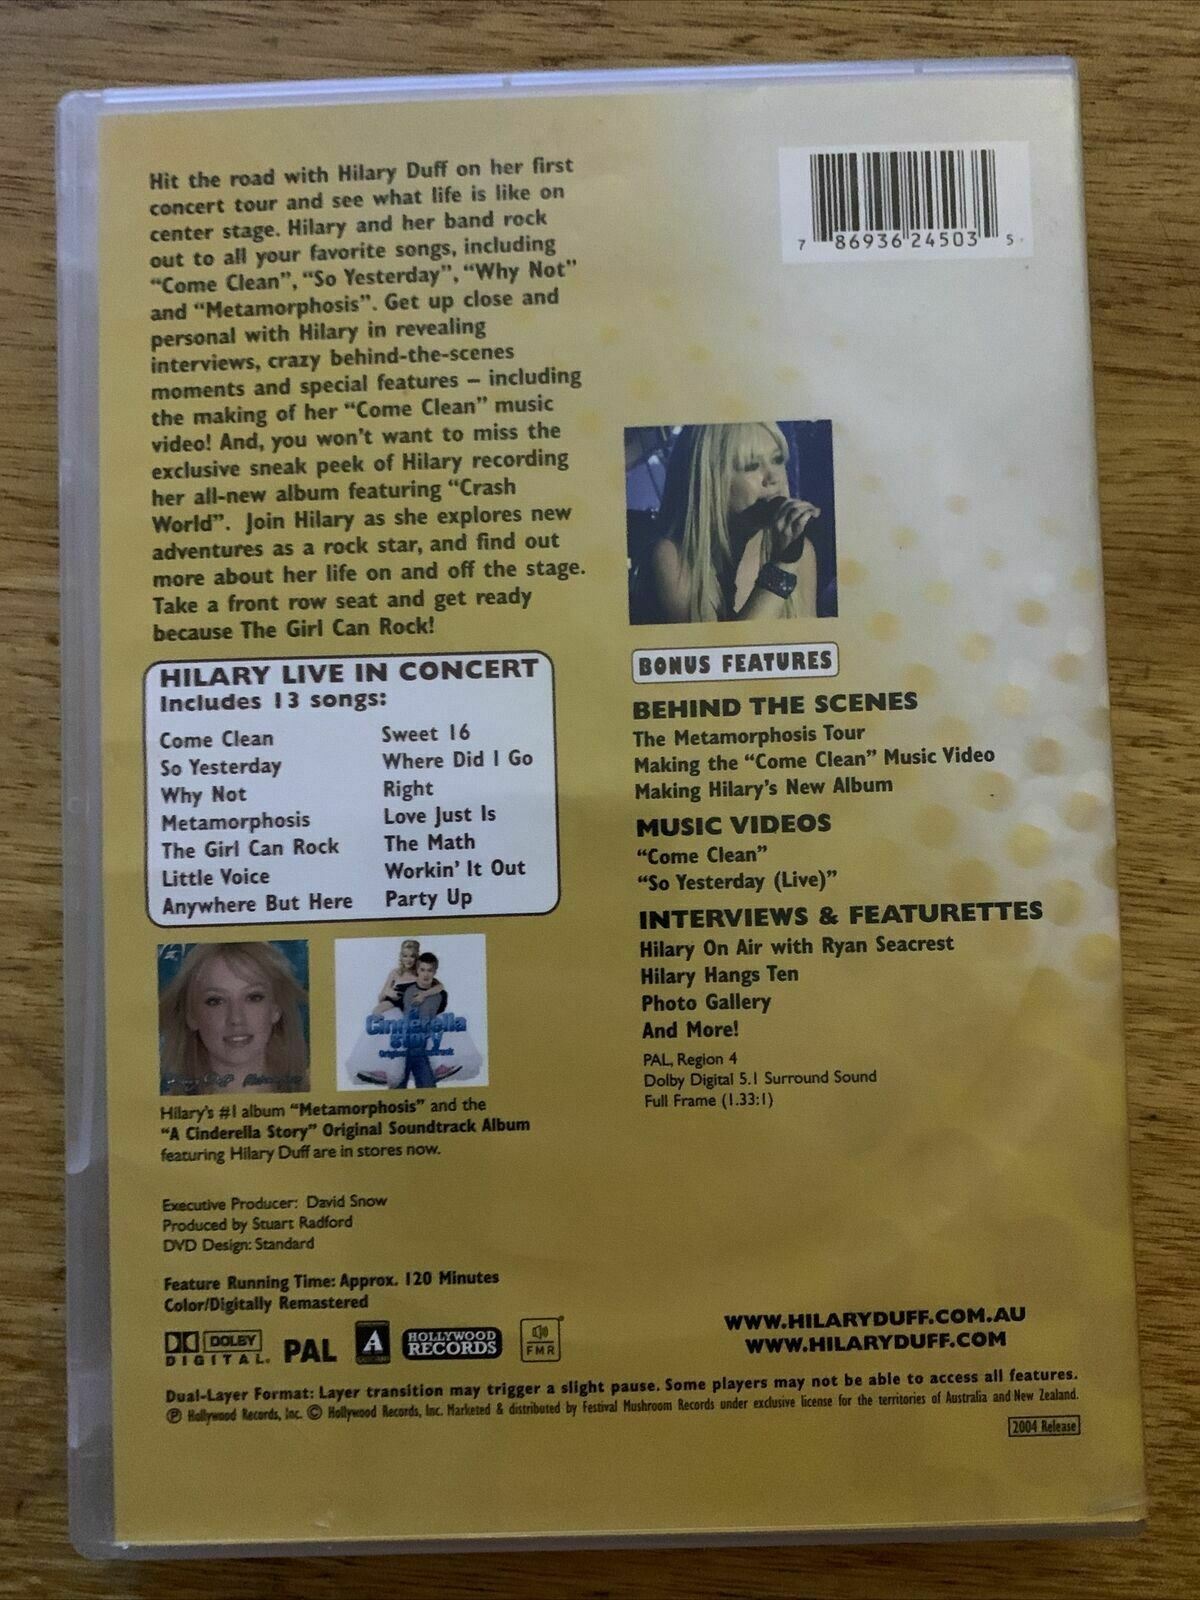 Hit the road with Hilary Duff on her first
concert tour and see what life is like on
center stage. Hilary and her band rock
out to all your favorite songs, including
“Come Clean”, “So Yesterday”, “Why Not”
and “Metamorphosis”. Get up close and
personal with Hilary in revealing
interviews, crazy behind-the-scenes
moments and special features – including
the making of her “Come Clean” music
video! And, you won’t want to miss the
exclusive sneak peek of Hilary recording
her all-new album featuring “Crash
World”. Join Hilary as she explores new
adventures as a rock star, and find out
more about her life on and off the stage.
Take a front row seat and get ready
because The Girl Can Rock!
7 86936 24503 5
HILARY LIVE IN CONCERT
Includes 13 songs:
Come Clean
So Yesterday
Why Not
Metamorphosis
The Girl Can Rock
Little Voice
Anywhere But Here
Sweet 16
Where Did I Go
Right
Love Just Is
The Math
Workin’ It Out
Party Up
BONUS FEATURES
BEHIND THE SCENES
The Metamorphosis Tour
Making the “Come Clean” Music Video
Making Hilary’s New Album
MUSIC VIDEOS
“Come Clean”
“So Yesterday (Live)”
INTERVIEWS & FEATURETTES
Hilary On Air with Ryan Seacrest
Hilary Hangs Ten
Photo Gallery
And More!
PAL, Region 4
Dolby Digital 5.1 Surround Sound
Full Frame (1.33:1)
A
Cinderella
Story
Original Soundtrack
Hilary’s #1 album “Metamorphosis” and the
“A Cinderella Story” Original Soundtrack Album
featuring Hilary Duff are in stores now.
Executive Producer: David Snow
Produced by Stuart Radford
DVD Design: Standard
Feature Running Time: Approx. 120 Minutes
Color/Digitally Remastered
DOLBY
DIGITAL
PAL
A
HOLLYWOOD
RECORDS
FMR
WWW.HILARYDUFF.COM.AU
WWW.HILARYDUFF.COM
Dual-Layer Format: Layer transition may trigger a slight pause. Some players may not be able to access all features.
℗ Hollywood Records, Inc. © Hollywood Records, Inc. Marketed & distributed by Festival Mushroom Records under exclusive license for the territories of Australia and New Zealand.
2004 Release